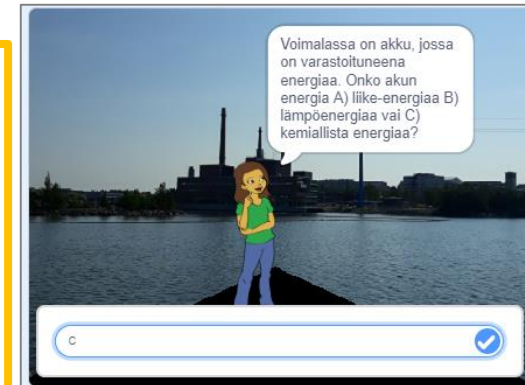 Voimalassa on akku, jossa
on varastoituneena
energiaa. Onko akun
energia A) liike-energiaa B)
lämpöenergiaa vai C)
kemiallista energiaa?
c